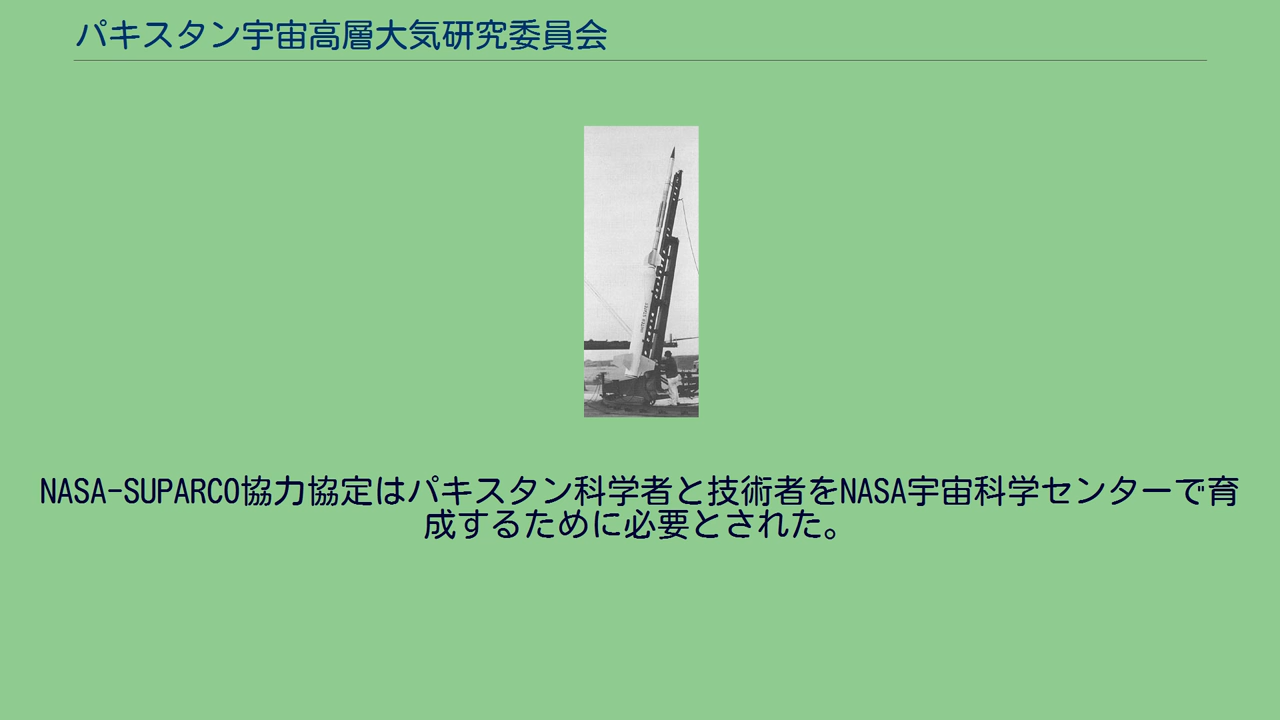 パキスタン宇宙高層大気研究委員会
NASA-SUPARCO協力協定はパキスタン科学者と技術者をNASA宇宙科学センターで育
成するために必要とされた。